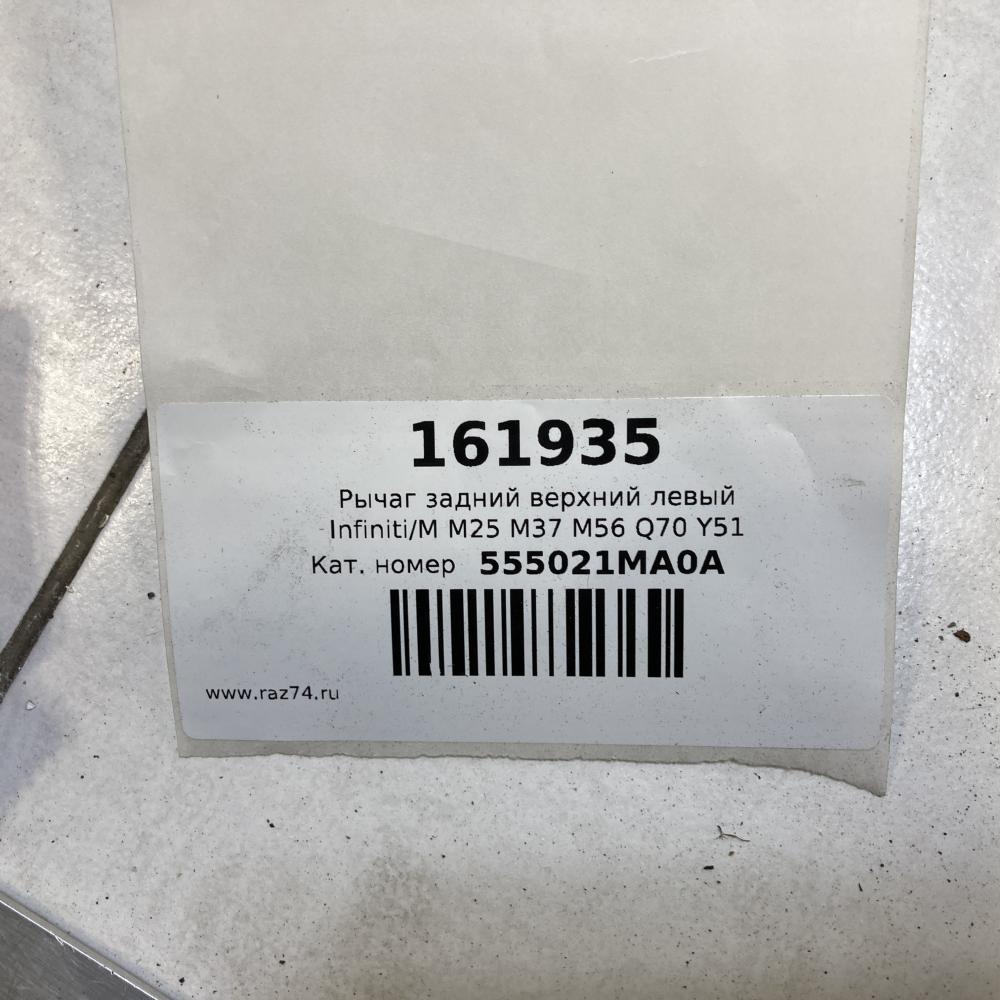 161935
Рычаг задний верхний левый
Infiniti/M M25 M37 M56 Q70 Y51
Кат. номер 555021MA0A
www.raz74.ru